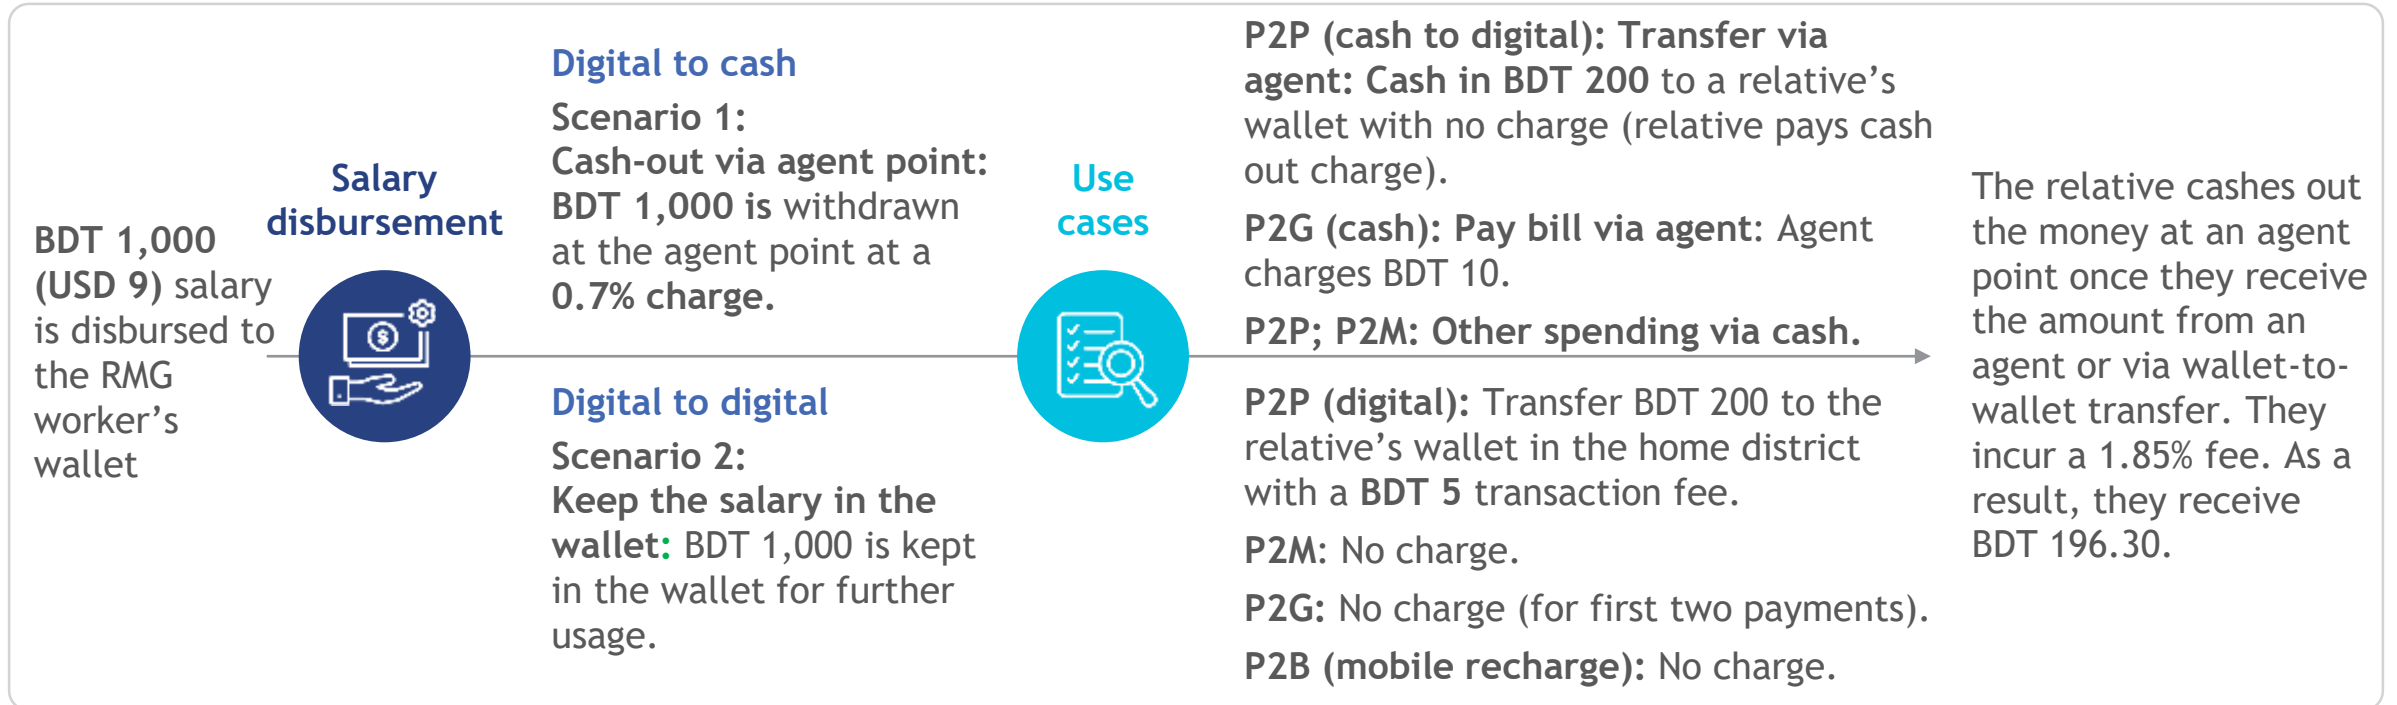 BDT 1,000
(USD 9) salary
is disbursed to
the RMG
worker’s
wallet
Salary
disbursement
Digital to cash
Scenario 1:
Cash-out via agent point:
BDT 1,000 is withdrawn
at the agent point at a
0.7% charge.
Digital to digital
Scenario 2:
Keep the salary in the
wallet: BDT 1,000 is kept
in the wallet for further
usage.
Use
cases
P2P (cash to digital): Transfer via
agent: Cash in BDT 200 to a relative’s
wallet with no charge (relative pays cash
out charge).
P2G (cash): Pay bill via agent: Agent
charges BDT 10.
P2P; P2M: Other spending via cash.
P2P (digital): Transfer BDT 200 to the
relative’s wallet in the home district
with a BDT 5 transaction fee.
P2M: No charge.
P2G: No charge (for first two payments).
P2B (mobile recharge): No charge.
The relative cashes out
the money at an agent
point once they receive
the amount from an
agent or via wallet-to-
wallet transfer. They
incur a 1.85% fee. As a
result, they receive
BDT 196.30.